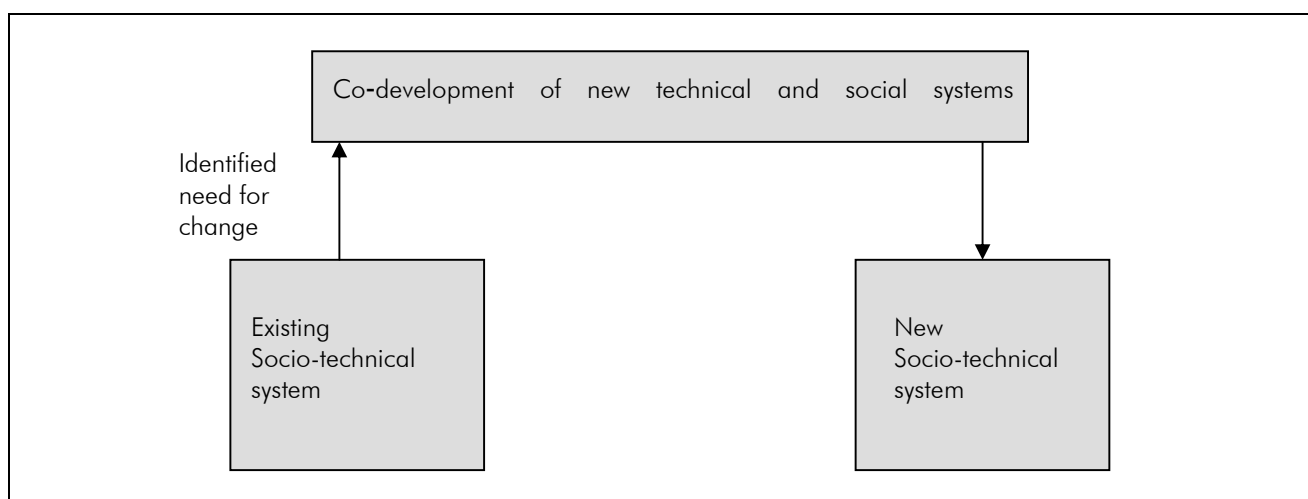 Co-development of new technical and social systems
Identified
need for
change
Existing
Socio-technical
system
New
Socio-technical
system